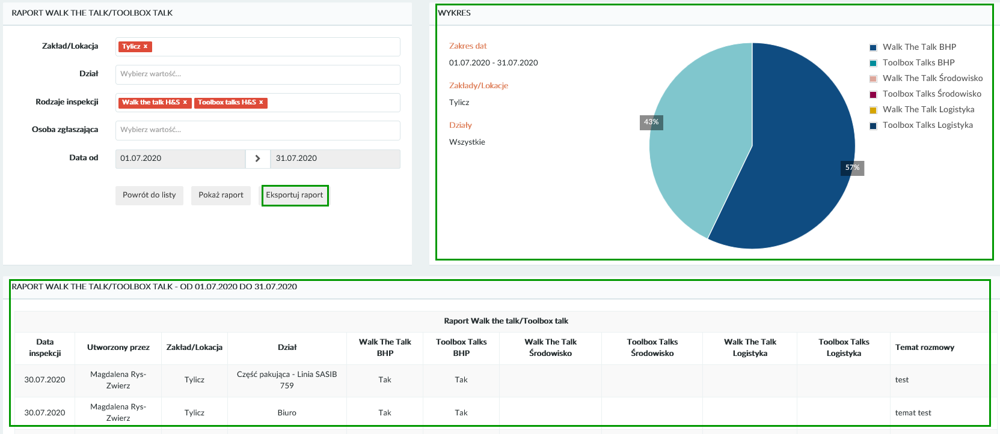 RAPORT WALK THE TALK/TOOLBOX TALK
Zakład/Lokacja
Tylicz x
Dział
Wybierz wartość...
Rodzaje inspekcji
Walk the talk H&S x Toolbox talks H&S x
Osoba zgłaszająca
Wybierz wartość...
Data od
01.07.2020
31.07.2020
Powrót do listy
Pokaż raport
Eksportuj raport
WYKRES
Zakres dat
01.07.2020 - 31.07.2020
Zakłady/Lokacje
Tylicz
Działy
Wszystkie
43%
57%
Walk The Talk BHP
Toolbox Talks BHP
Walk The Talk Środowisko
Toolbox Talks Środowisko
Walk The Talk Logistyka
Toolbox Talks Logistyka
RAPORT WALK THE TALK/TOOLBOX TALK - OD 01.07.2020 DO 31.07.2020
Raport Walk the talk/Toolbox talk
Data
inspekcji
Utworzony przez
Zakład/Lokacja
Dział
Walk The Talk
BHP
Toolbox Talks
BHP
Walk The Talk
Środowisko
Toolbox Talks
Środowisko
Walk The Talk
Logistyka
Toolbox Talks
Logistyka
Temat rozmowy
30.07.2020
Magdalena Rys-
Zwierz
Tylicz
Część pakująca - Linia SASIB
759
Tak
Tak
test
30.07.2020
Magdalena Rys-
Zwierz
Tylicz
Biuro
Tak
Tak
temat test